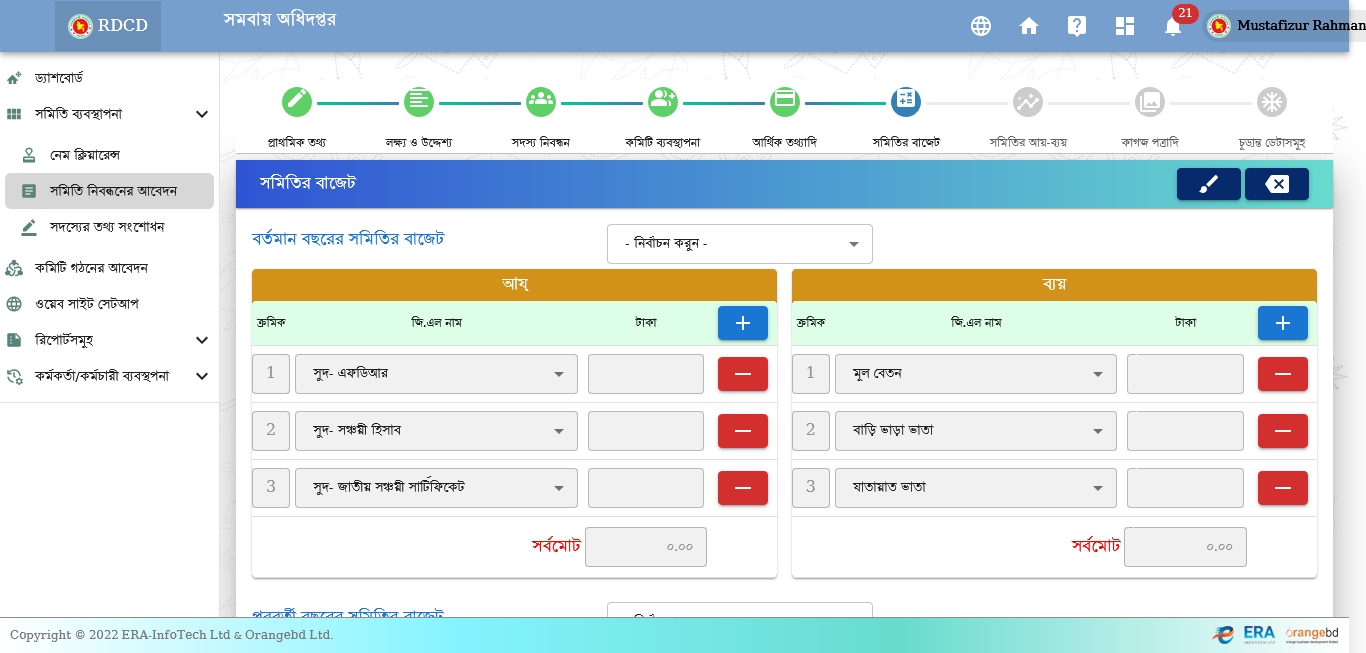 RDCD
সমবায় অধিদপ্তর
21
Mustafizur Rahman
ড্যাশবোর্ড
সমিতি ব্যবস্থাপনা
নেম ক্লিয়ারেন্স
সমিতি নিবন্ধনের আবেদন
সদস্যের তথ্য সংশোধন
কমিটি গঠনের আবেদন
ওয়েব সাইট সেটআপ
রিপোর্টসমূহ
কর্মকর্তা/কর্মচারী ব্যবস্থপনা
প্রাথমিক তথ্য
লক্ষ্য ও উদ্দেশ্য
সদস্য নিবন্ধন
কমিটি ব্যবস্থাপনা
আর্থিক তথ্যাদি
সমিতির বাজেট
সমিতির আয়-ব্যয়
কাগজ পত্রাদি
চূড়ান্ত ডেটাসমূহ
সমিতির বাজেট
বর্তমান বছরের সমিতির বাজেট
- নির্বাচন করুন -
আয়
ক্রমিক জি.এল নাম টাকা
1 সুদ- এফডিআর
2 সুদ- সঞ্চয়ী হিসাব
3 সুদ- জাতীয় সঞ্চয়ী সার্টিফিকেট
সর্বমোট ০.০০
ব্যয়
ক্রমিক জি.এল নাম টাকা
1 মূল বেতন
2 বাড়ি ভাড়া ভাতা
3 যাতায়াত ভাতা
সর্বমোট ০.০০
পরবর্তী বছরের সমিতির বাজেট
Copyright © 2022 ERA-InfoTech Ltd & Orangebd Ltd.
ERA
INFOTECH LTD
orangebd